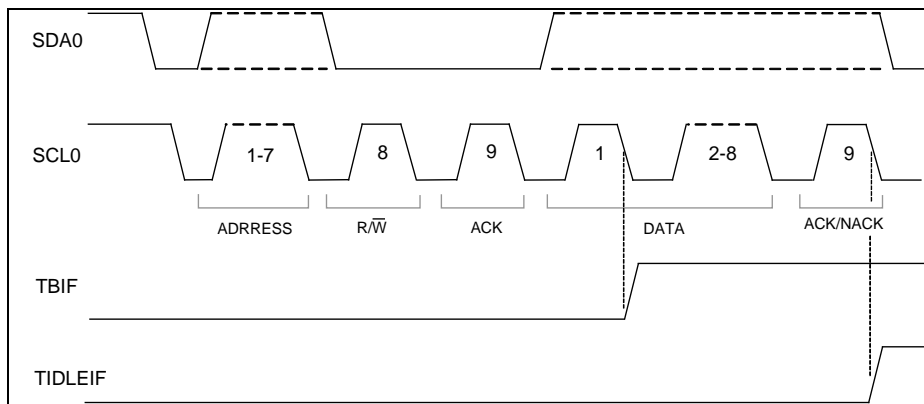 SDA0
SCL0
1-7
8
9
1
2-8
9
ADRRESS
R/W̅
ACK
DATA
ACK/NACK
TBIF
TIDLEIF